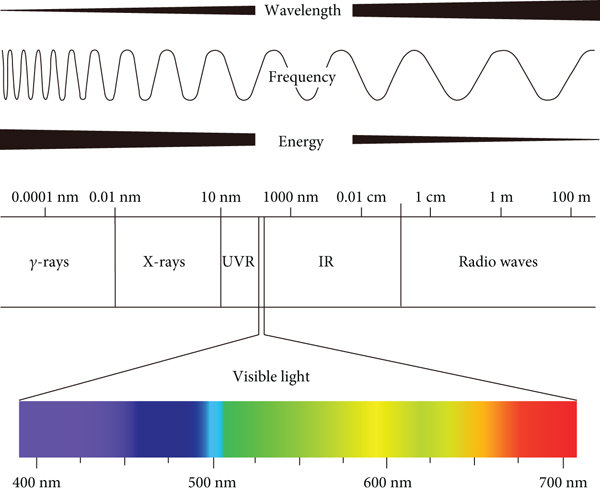 Wavelength
Frequency
Energy
0.0001 nm 0.01 nm 10 nm 1000 nm 0.01 cm 1 cm 1 m 100 m
γ-rays X-rays UVR IR Radio waves
Visible light
400 nm 500 nm 600 nm 700 nm